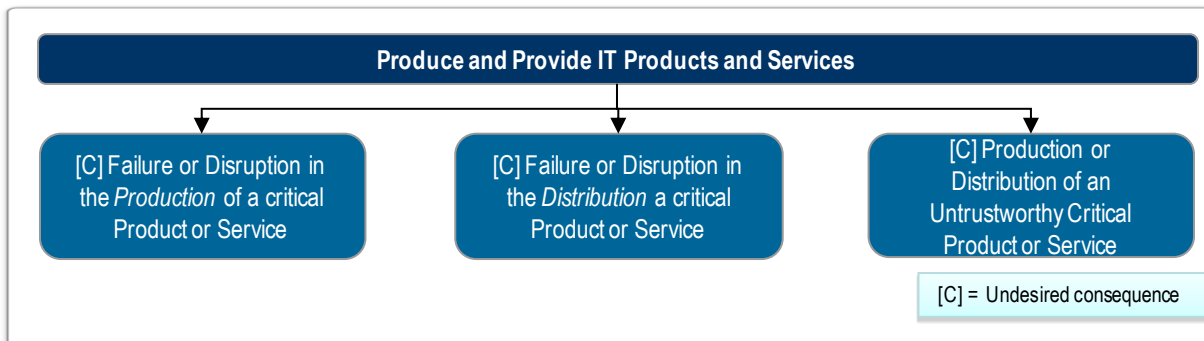 Produce and Provide IT Products and Services
[C] Failure or Disruption in
the Production of a critical
Product or Service
[C] Failure or Disruption in
the Distribution a critical
Product or Service
[C] Production or
Distribution of an
Untrustworthy Critical
Product or Service
[C] = Undesired consequence